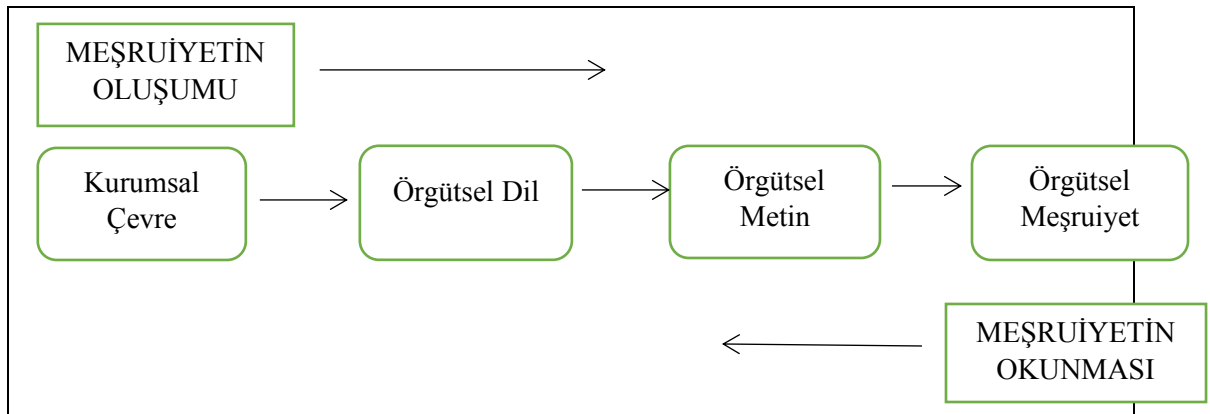 MEŞRUİYETİN
OLUŞUMU
Kurumsal
Çevre
Örgütsel Dil
Örgütsel
Metin
Örgütsel
Meşruiyet
MEŞRUİYETİN
OKUNMASI